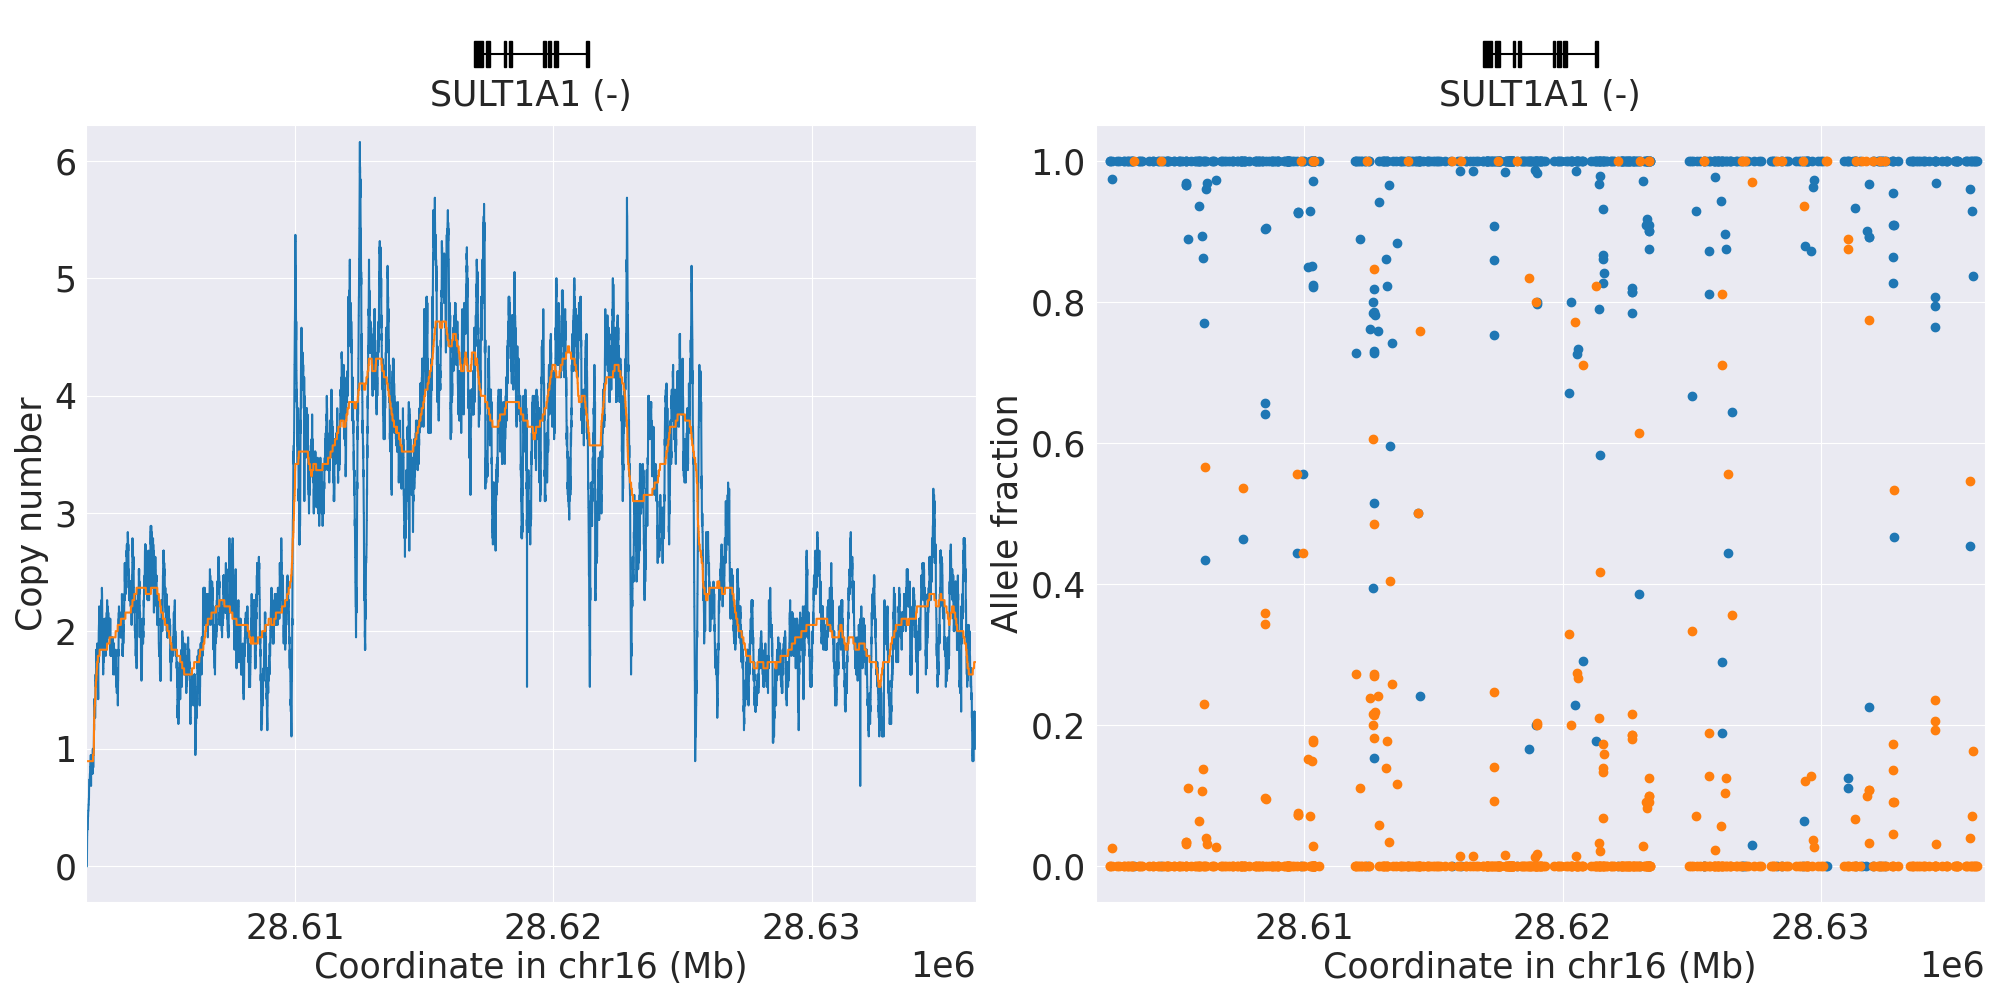 SULT1A1 (-)
6
5
4
3
2
1
0
Copy number
28.61
28.62
28.63
Coordinate in chr16 (Mb)
1e6
SULT1A1 (-)
1.0
0.8
0.6
0.4
0.2
0.0
Allele fraction
28.61
28.62
28.63
Coordinate in chr16 (Mb)
1e6